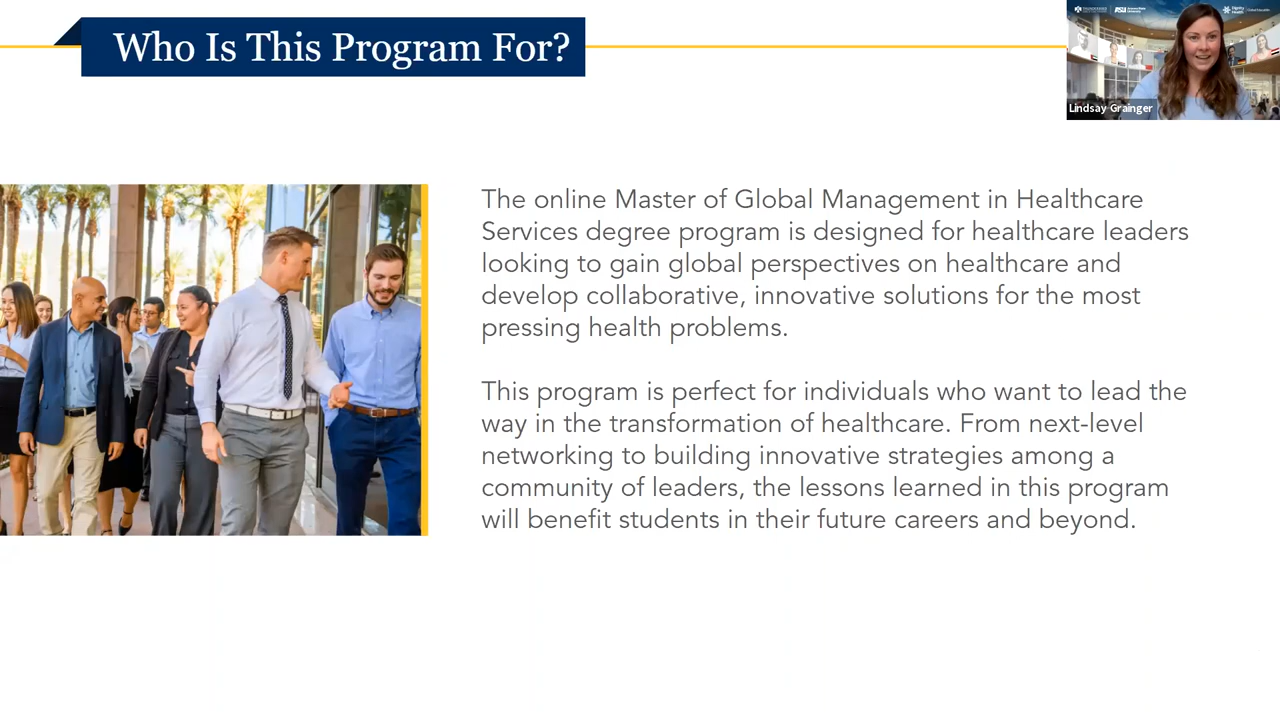 Who Is This Program For?
Lindsay Grainger
The online Master of Global Management in Healthcare
Services degree program is designed for healthcare leaders
looking to gain global perspectives on healthcare and
develop collaborative, innovative solutions for the most
pressing health problems.
This program is perfect for individuals who want to lead the
way in the transformation of healthcare. From next-level
networking to building innovative strategies among a
community of leaders, the lessons learned in this program
will benefit students in their future careers and beyond.